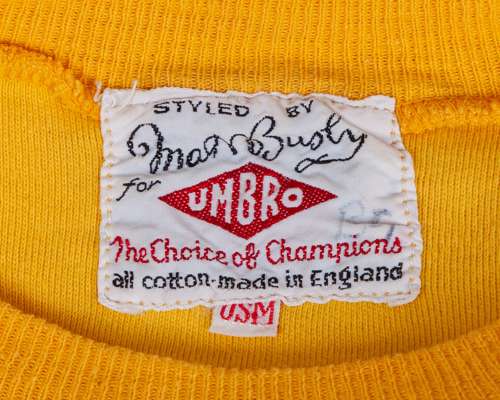 STYLED BY
Matt Busby
for
UMBRO
The Choice of Champions
all cotton-made in England
OSM